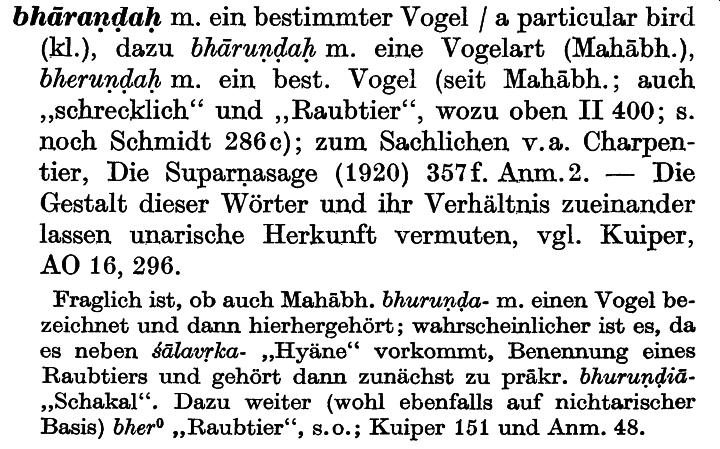 bhāraṇḍaḥ m. ein bestimmter Vogel / a particular bird
(kl.), dazu bhāruṇḍaḥ m. eine Vogelart (Mahābh.),
bheruṇḍaḥ m. ein best. Vogel (seit Mahābh.; auch
„schrecklich“ und „Raubtier“, wozu oben II 400; s.
noch Schmidt 286c); zum Sachlichen v.a. Charpen-
tier, Die Suparṇasage (1920) 357f. Anm. 2. — Die
Gestalt dieser Wörter und ihr Verhältnis zueinander
lassen unarische Herkunft vermuten, vgl. Kuiper,
AO 16, 296.
Fraglich ist, ob auch Mahābh. bhuruṇḍa- m. einen Vogel be-
zeichnet und dann hierhergehört; wahrscheinlicher ist es, da
es neben śālavṛka- „Hyäne“ vorkommt, Benennung eines
Raubtiers und gehört dann zunächst zu prākr. bhuruṇḍiā-
„Schakal“. Dazu weiter (wohl ebenfalls auf nichtarischer
Basis) bher⁰ „Raubtier“, s.o.; Kuiper 151 und Anm. 48.